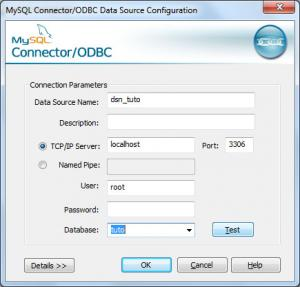 MySQL Connector/ODBC Data Source Configuration
MySQL
Connector/ODBC
Connection Parameters
Data Source Name: dsn_tuto
Description:
TCP/IP Server: localhost Port: 3306
Named Pipe:
User: root
Password:
Database: tuto Test
Details >> OK Cancel Help